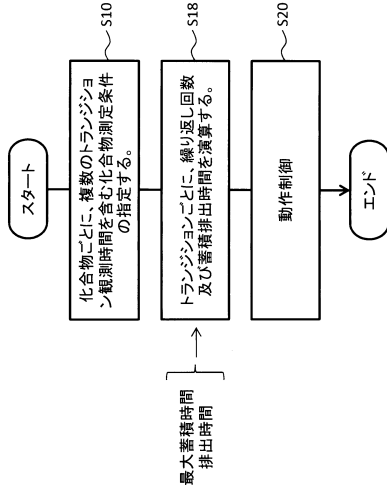 スタート
化合物ごとに、複数のトランジショ
ン観測時間を含む化合物測定条件
の指定する。
S10
トランジションごとに、繰り返し回数
及び蓄積排出時間を演算する。
S18
最大蓄積時間
排出時間
動作制御
S20
エンド